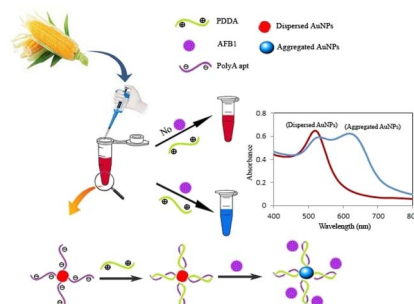 PDDA
Dispersed AuNPs
AFB1
Aggregated AuNPs
PolyA apt
No
(Dispersed AuNPs)
(Aggregated AuNPs)
Absorbance
0.8
0.6
0.4
0.2
0
400
500
600
700
80
Wavelength (nm)